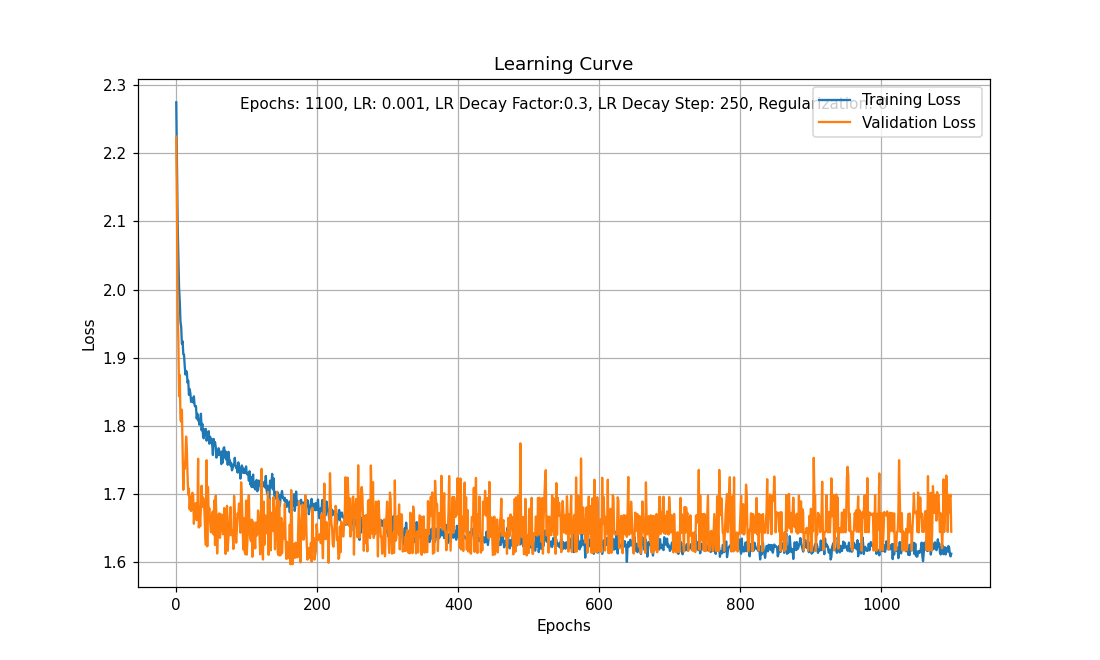 Learning Curve
Epochs: 1100, LR: 0.001, LR Decay Factor:0.3, LR Decay Step: 250, Regularization: 0
Training Loss
Validation Loss
2.3
2.2
2.1
2.0
1.9
1.8
1.7
1.6
Loss
0 200 400 600 800 1000
Epochs